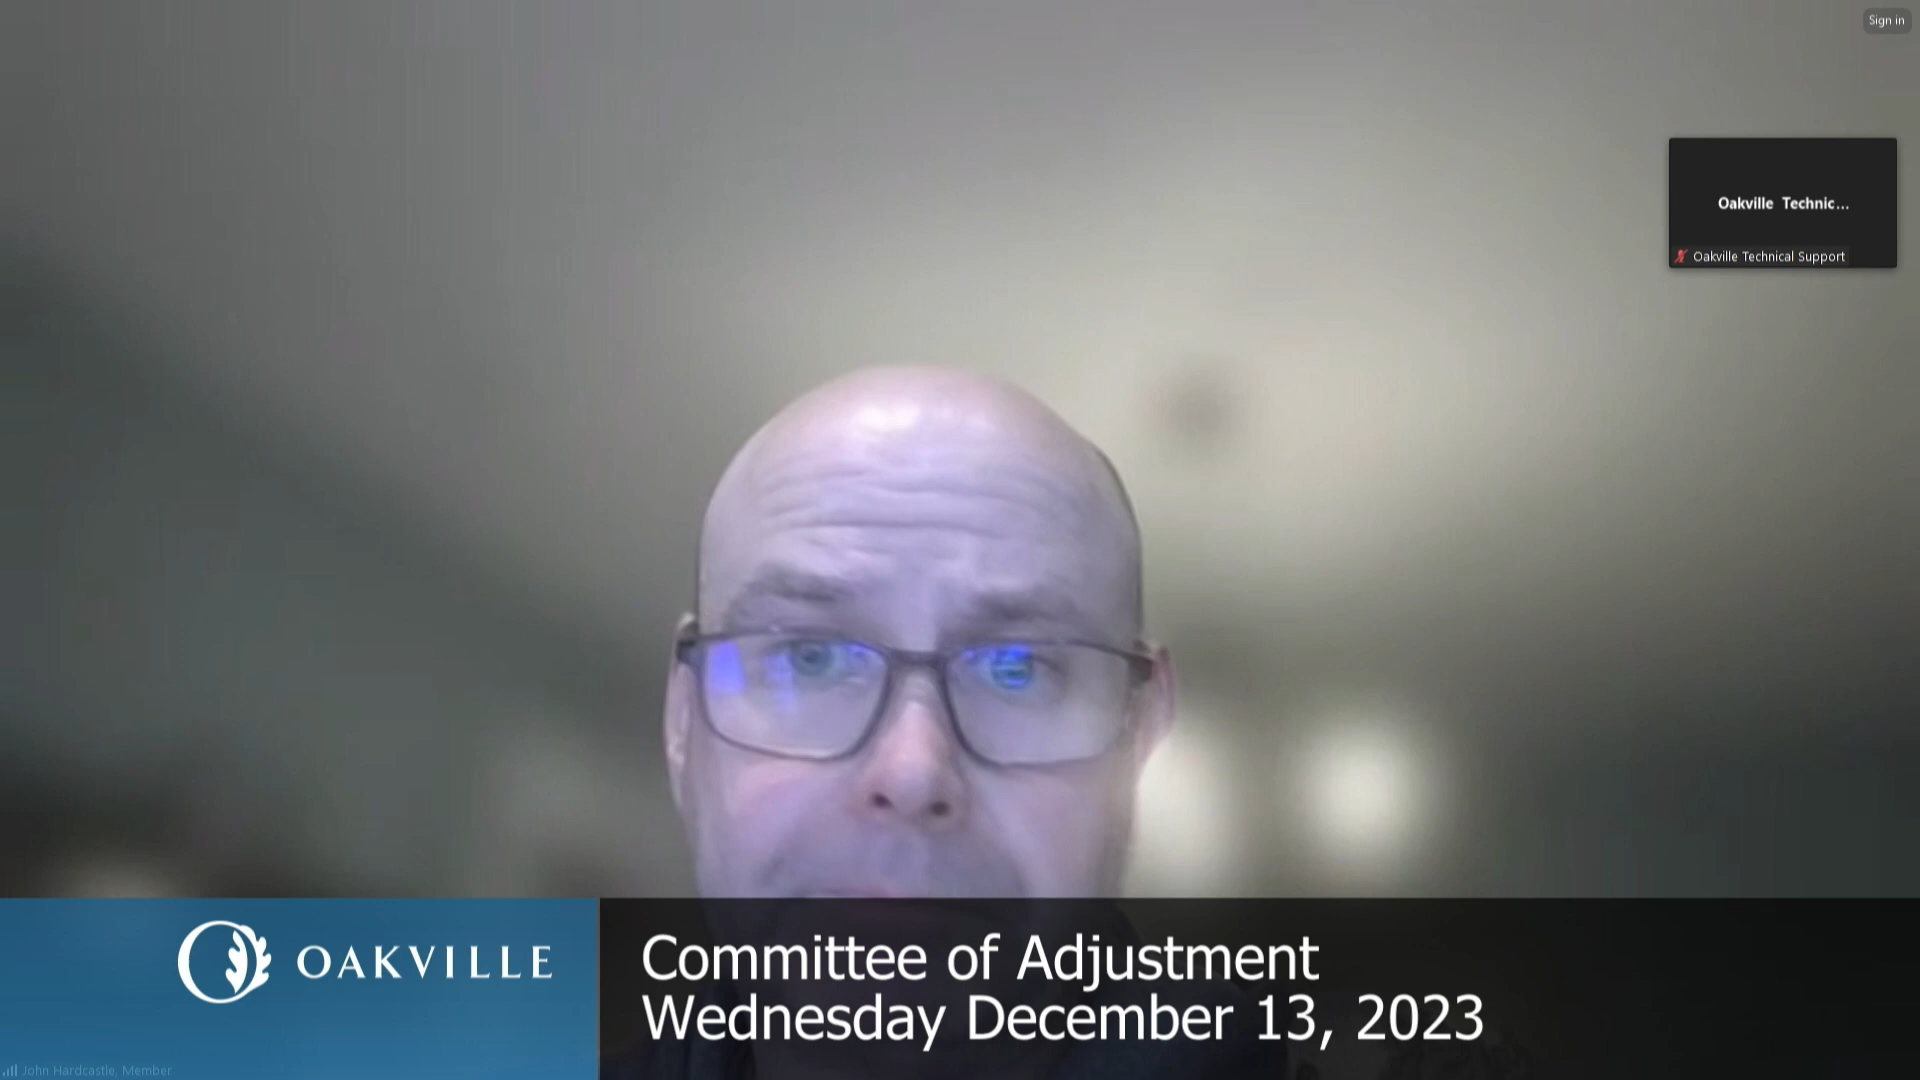 Sign in
Oakville Technic...
Oakville Technical Support
OAKVILLE
Committee of Adjustment
Wednesday December 13, 2023
John Hardcastle, Member